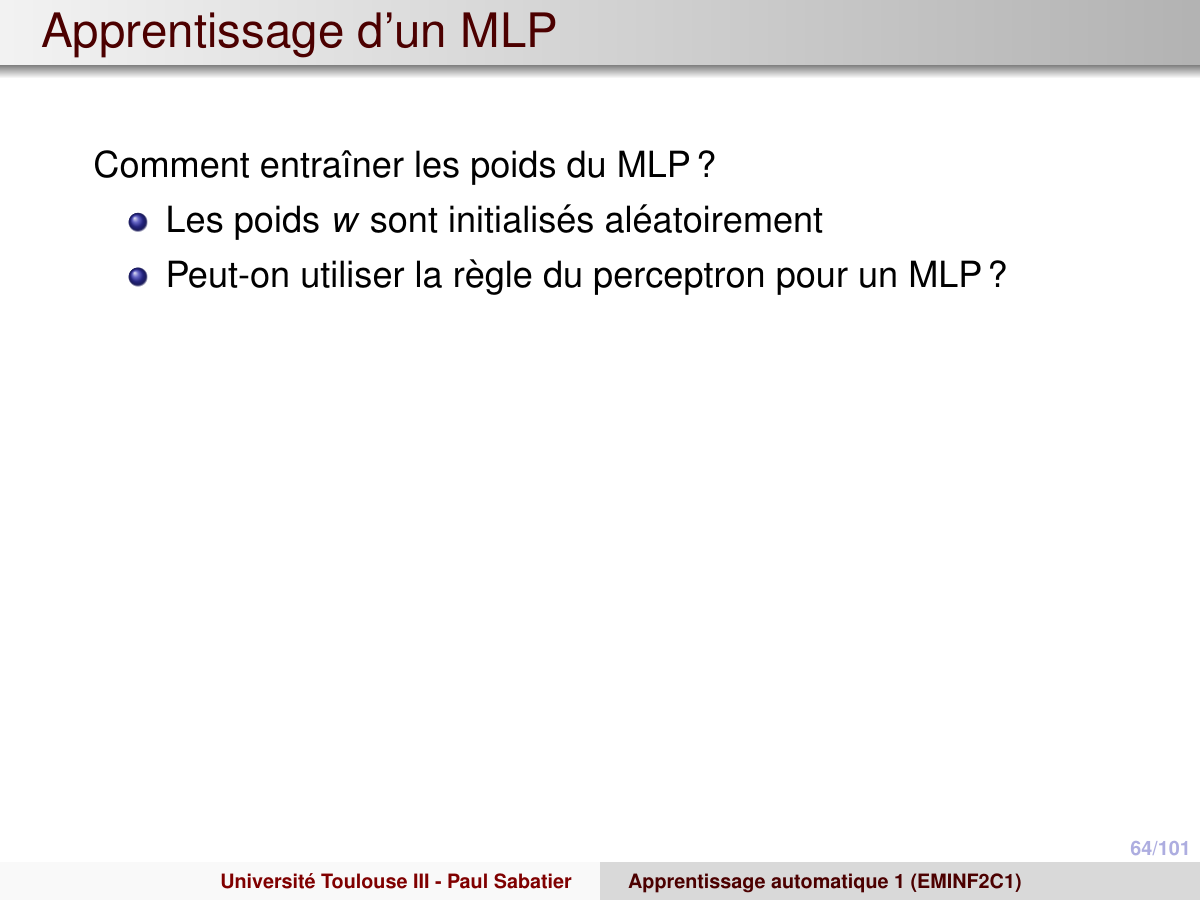 Apprentissage d'un MLP
Comment entraîner les poids du MLP ?
Les poids w sont initialisés aléatoirement
Peut-on utiliser la règle du perceptron pour un MLP ?
64/101
Université Toulouse III - Paul Sabatier
Apprentissage automatique 1 (EMINF2C1)